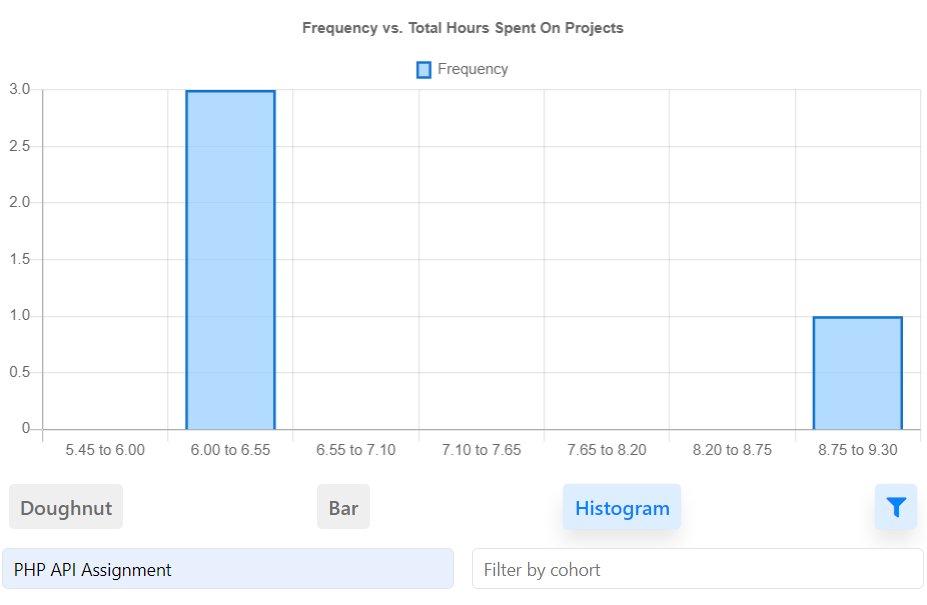 Frequency vs. Total Hours Spent On Projects
Frequency
3.0
2.5
2.0
1.5
1.0
0.5
0
5.45 to 6.00 6.00 to 6.55 6.55 to 7.10 7.10 to 7.65 7.65 to 8.20 8.20 to 8.75 8.75 to 9.30
Doughnut Bar Histogram
PHP API Assignment Filter by cohort